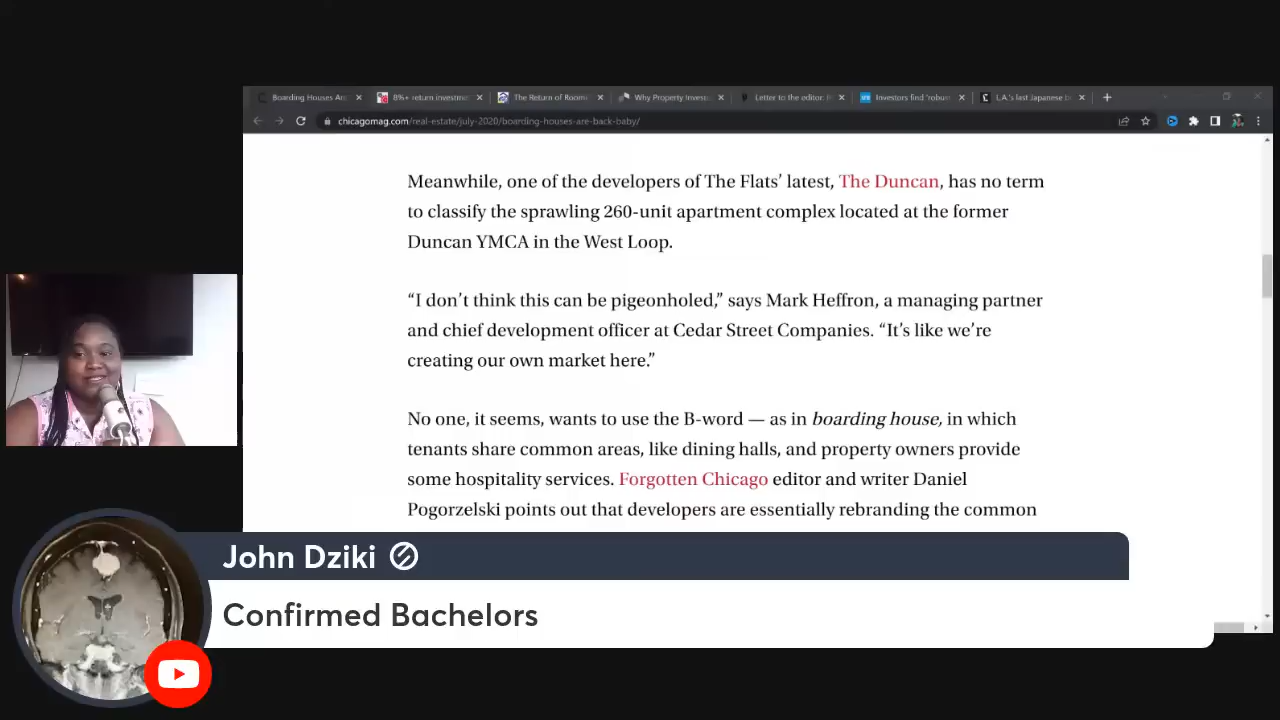 Boarding Houses Are
8%+ return investme
The Return of Room
Why Property Invest
Letter to the editor:
Investors find 'robus
L.A.'s last Japanese b
chicagomag.com/real-estate/july-2020/boarding-houses-are-back-baby/
Meanwhile, one of the developers of The Flats’ latest, The Duncan, has no term
to classify the sprawling 260-unit apartment complex located at the former
Duncan YMCA in the West Loop.
“I don’t think this can be pigeonholed,” says Mark Heffron, a managing partner
and chief development officer at Cedar Street Companies. “It’s like we’re
creating our own market here.”
No one, it seems, wants to use the B-word — as in boarding house, in which
tenants share common areas, like dining halls, and property owners provide
some hospitality services. Forgotten Chicago editor and writer Daniel
Pogorzelski points out that developers are essentially rebranding the common
John Dziki
Confirmed Bachelors